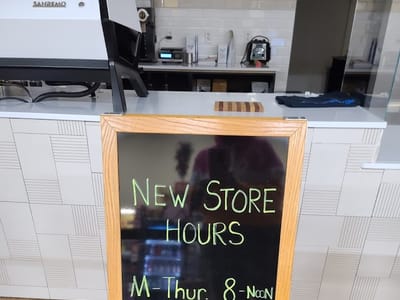 SANREMO
NEW STORE
HOURS
M-Thur 8-NOON